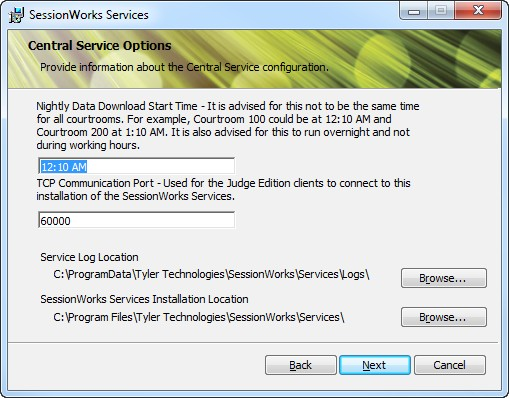 SessionWorks Services
Central Service Options
Provide information about the Central Service configuration.
Nightly Data Download Start Time - It is advised for this not to be the same time
for all courtrooms. For example, Courtroom 100 could be at 12:10 AM and
Courtroom 200 at 1:10 AM. It is also advised for this to run overnight and not
during working hours.
12:10 AM
TCP Communication Port - Used for the Judge Edition clients to connect to this
installation of the SessionWorks Services.
60000
Service Log Location
C:\ProgramData\Tyler Technologies\SessionWorks\Services\Logs\
Browse...
SessionWorks Services Installation Location
C:\Program Files\Tyler Technologies\SessionWorks\Services\
Browse...
Back Next Cancel